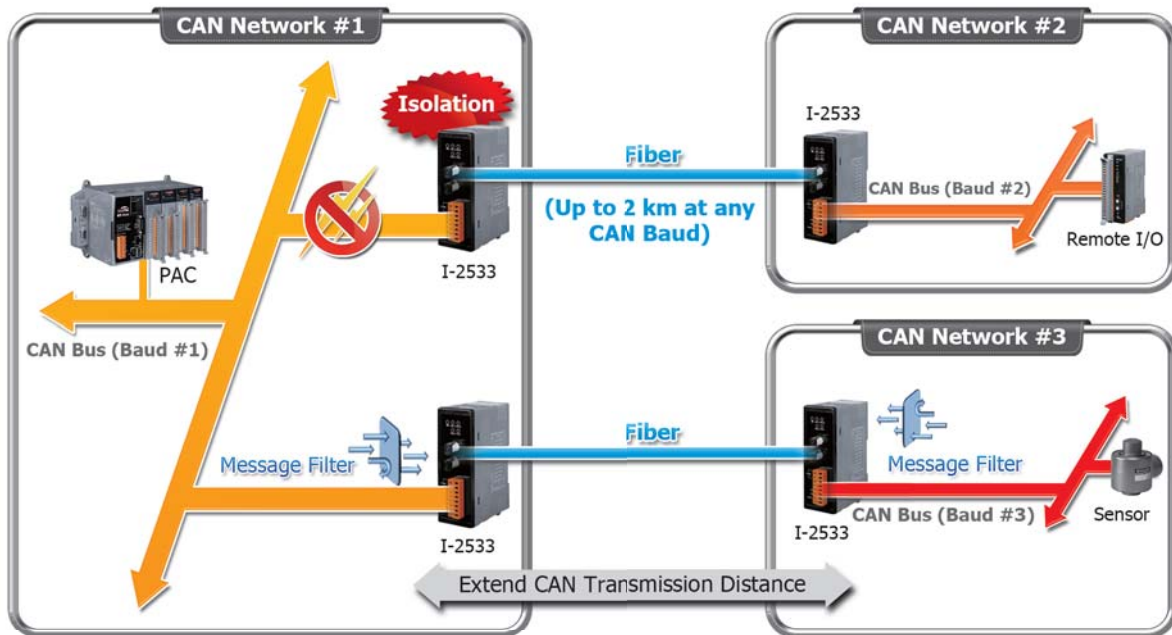 CAN Network #1
Isolation
PAC
I-2533
CAN Bus (Baud #1)
Message Filter
I-2533
Fiber
(Up to 2 km at any
CAN Baud)
Fiber
Extend CAN Transmission Distance
CAN Network #2
I-2533
CAN Bus (Baud #2)
Remote I/O
CAN Network #3
Message Filter
I-2533
CAN Bus (Baud #3)
Sensor